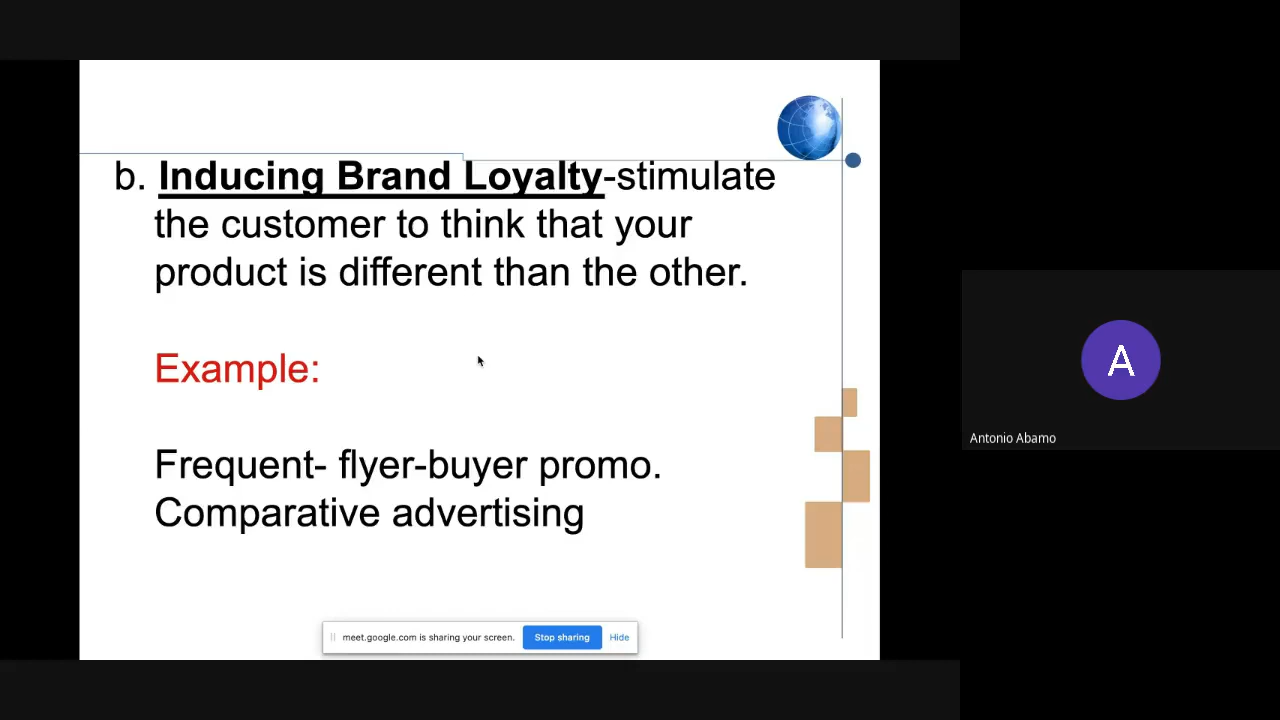 b. Inducing Brand Loyalty-stimulate
the customer to think that your
product is different than the other.
Example:
Frequent- flyer-buyer promo.
Comparative advertising
meet.google.com is sharing your screen. Stop sharing Hide
A
Antonio Abamo